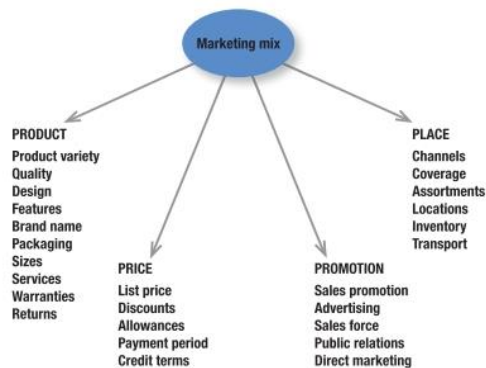 Marketing mix
PRODUCT
Product variety
Quality
Design
Features
Brand name
Packaging
Sizes
Services
Warranties
Returns
PRICE
List price
Discounts
Allowances
Payment period
Credit terms
PROMOTION
Sales promotion
Advertising
Sales force
Public relations
Direct marketing
PLACE
Channels
Coverage
Assortments
Locations
Inventory
Transport